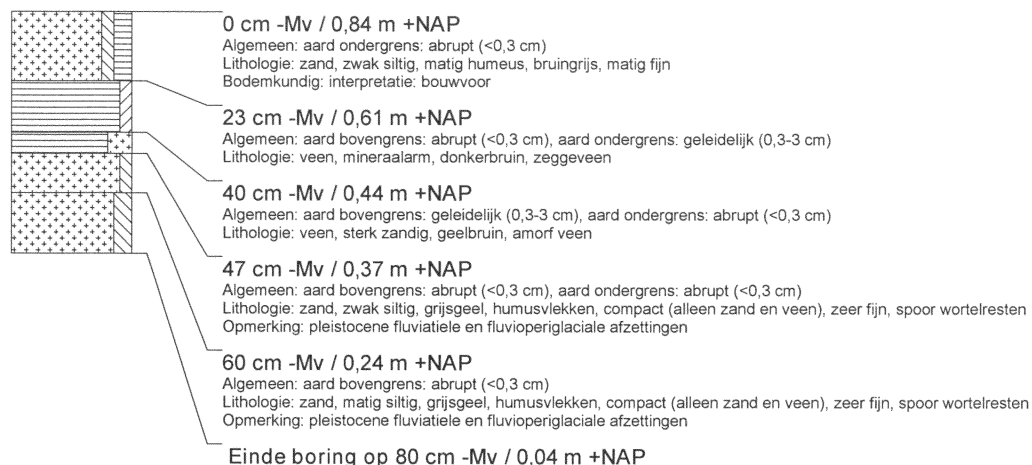 0 cm -Mv / 0,84 m +NAP
Algemeen: aard ondergrens: abrupt (<0,3 cm)
Lithologie: zand, zwak siltig, matig humeus, bruingrijs, matig fijn
Bodemkundig: interpretatie: bouwvoor
23 cm -Mv / 0,61 m +NAP
Algemeen: aard bovengrens: abrupt (<0,3 cm), aard ondergrens: geleidelijk (0,3-3 cm)
Lithologie: veen, mineraalarm, donkerbruin, zeggeveen
40 cm -Mv / 0,44 m +NAP
Algemeen: aard bovengrens: geleidelijk (0,3-3 cm), aard ondergrens: abrupt (<0,3 cm)
Lithologie: veen, sterk zandig, geelbruin, amorf veen
47 cm -Mv / 0,37 m +NAP
Algemeen: aard bovengrens: abrupt (<0,3 cm), aard ondergrens: abrupt (<0,3 cm)
Lithologie: zand, zwak siltig, grijsgeel, humusvlekken, compact (alleen zand en veen), zeer fijn, spoor wortelresten
Opmerking: pleistocene fluviatiele en fluvioperiglaciale afzettingen
60 cm -Mv / 0,24 m +NAP
Algemeen: aard bovengrens: abrupt (<0,3 cm)
Lithologie: zand, matig siltig, grijsgeel, humusvlekken, compact (alleen zand en veen), zeer fijn, spoor wortelresten
Opmerking: pleistocene fluviatiele en fluvioperiglaciale afzettingen
Einde boring op 80 cm -Mv / 0,04 m +NAP